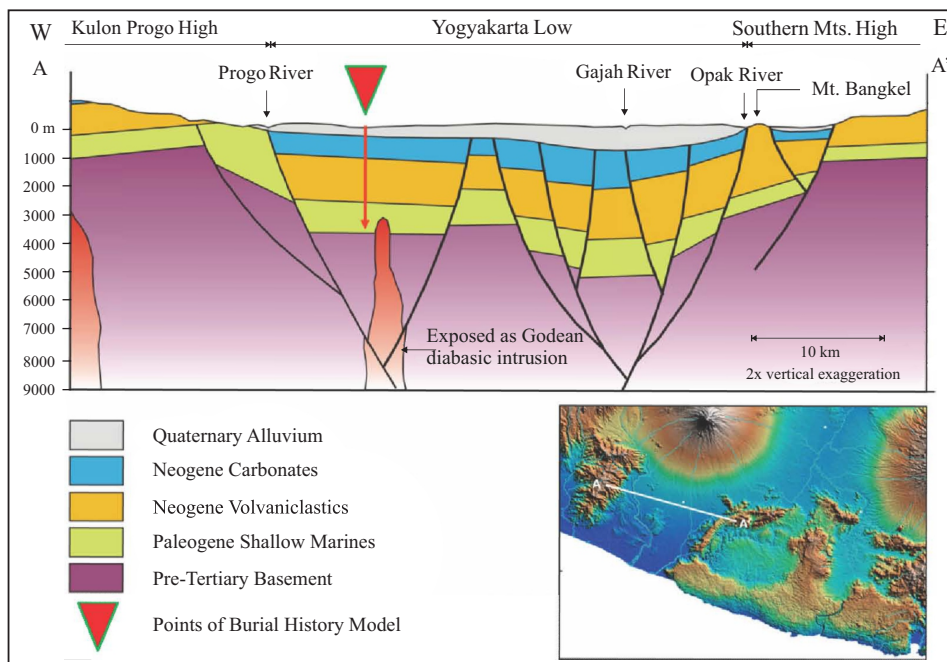 W
E
Kulon Progo High
Yogyakarta Low
Southern Mts. High
A
A'
Progo River
Gajah River
Opak River
Mt. Bangkel
0 m
1000
2000
3000
4000
5000
6000
7000
8000
9000
Exposed as Godean
diabasic intrusion
10 km
2x vertical exaggeration
Quaternary Alluvium
Neogene Carbonates
Neogene Volvaniclastics
Paleogene Shallow Marines
Pre-Tertiary Basement
Points of Burial History Model
A
A'